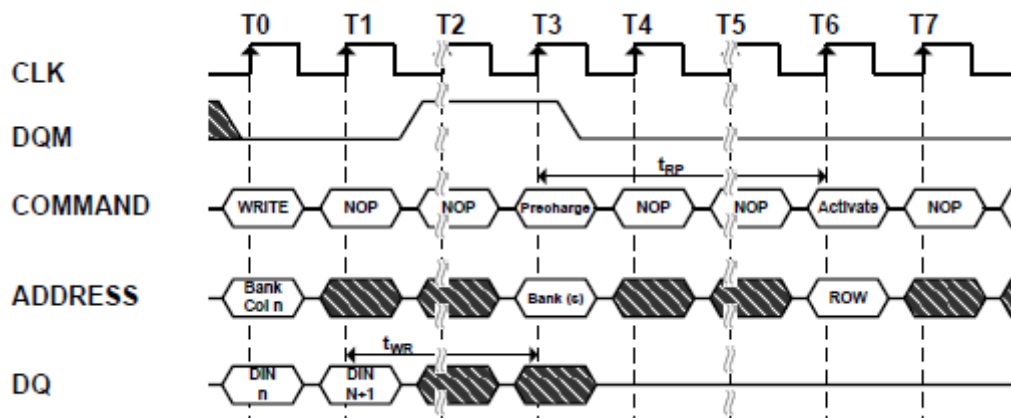 T0 T1 T2 T3 T4 T5 T6 T7
CLK
DQM
tRP
COMMAND WRITE NOP NOP Precharge NOP NOP Activate NOP
ADDRESS Bank Col n Bank (s) ROW
tWR
DQ DIN n DIN N+1